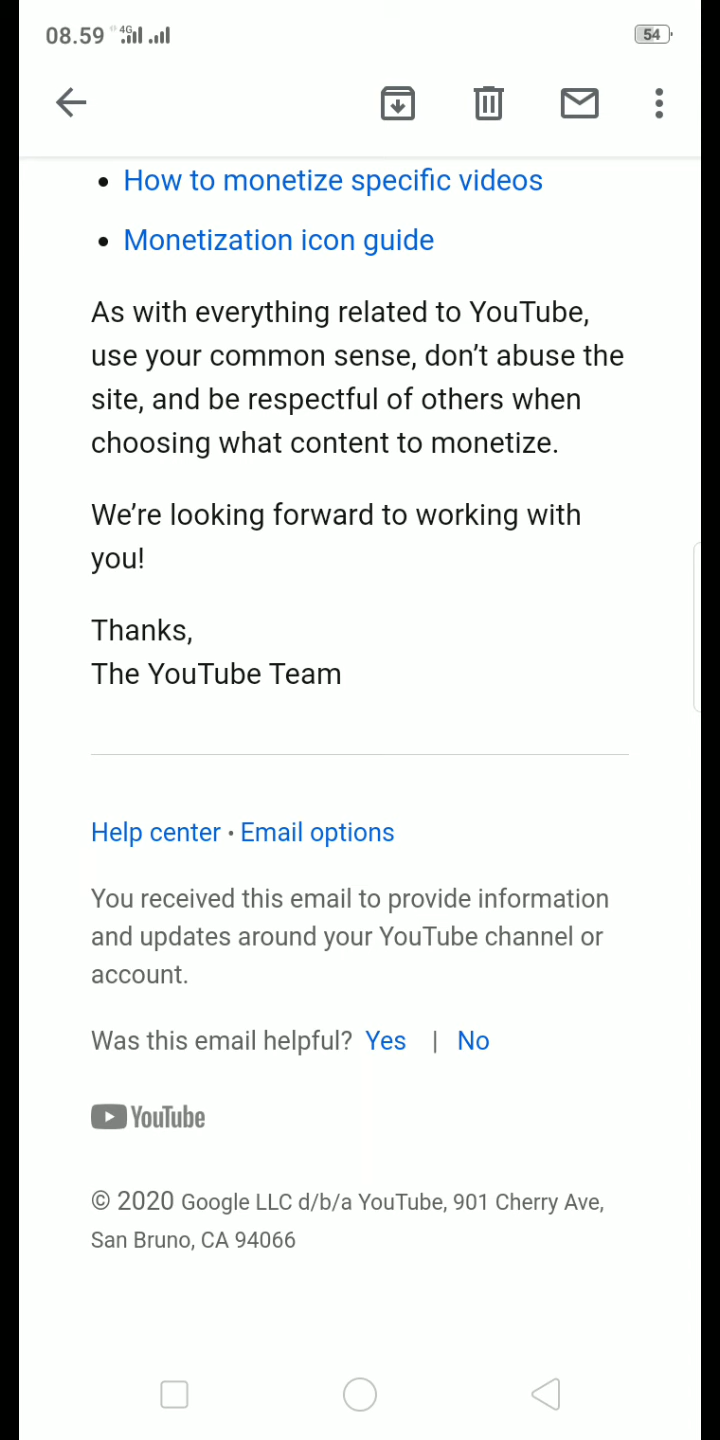 08.59 4G 54
• How to monetize specific videos
• Monetization icon guide
As with everything related to YouTube,
use your common sense, don’t abuse the
site, and be respectful of others when
choosing what content to monetize.
We’re looking forward to working with
you!
Thanks,
The YouTube Team
Help center • Email options
You received this email to provide information
and updates around your YouTube channel or
account.
Was this email helpful? Yes | No
YouTube
© 2020 Google LLC d/b/a YouTube, 901 Cherry Ave,
San Bruno, CA 94066